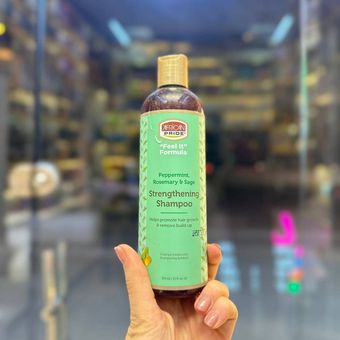 AFRICAN
PRIDE
"Feel It"
Formula
Peppermint,
Rosemary & Sage
Strengthening
Shampoo
Helps promote hair growth
& remove build up